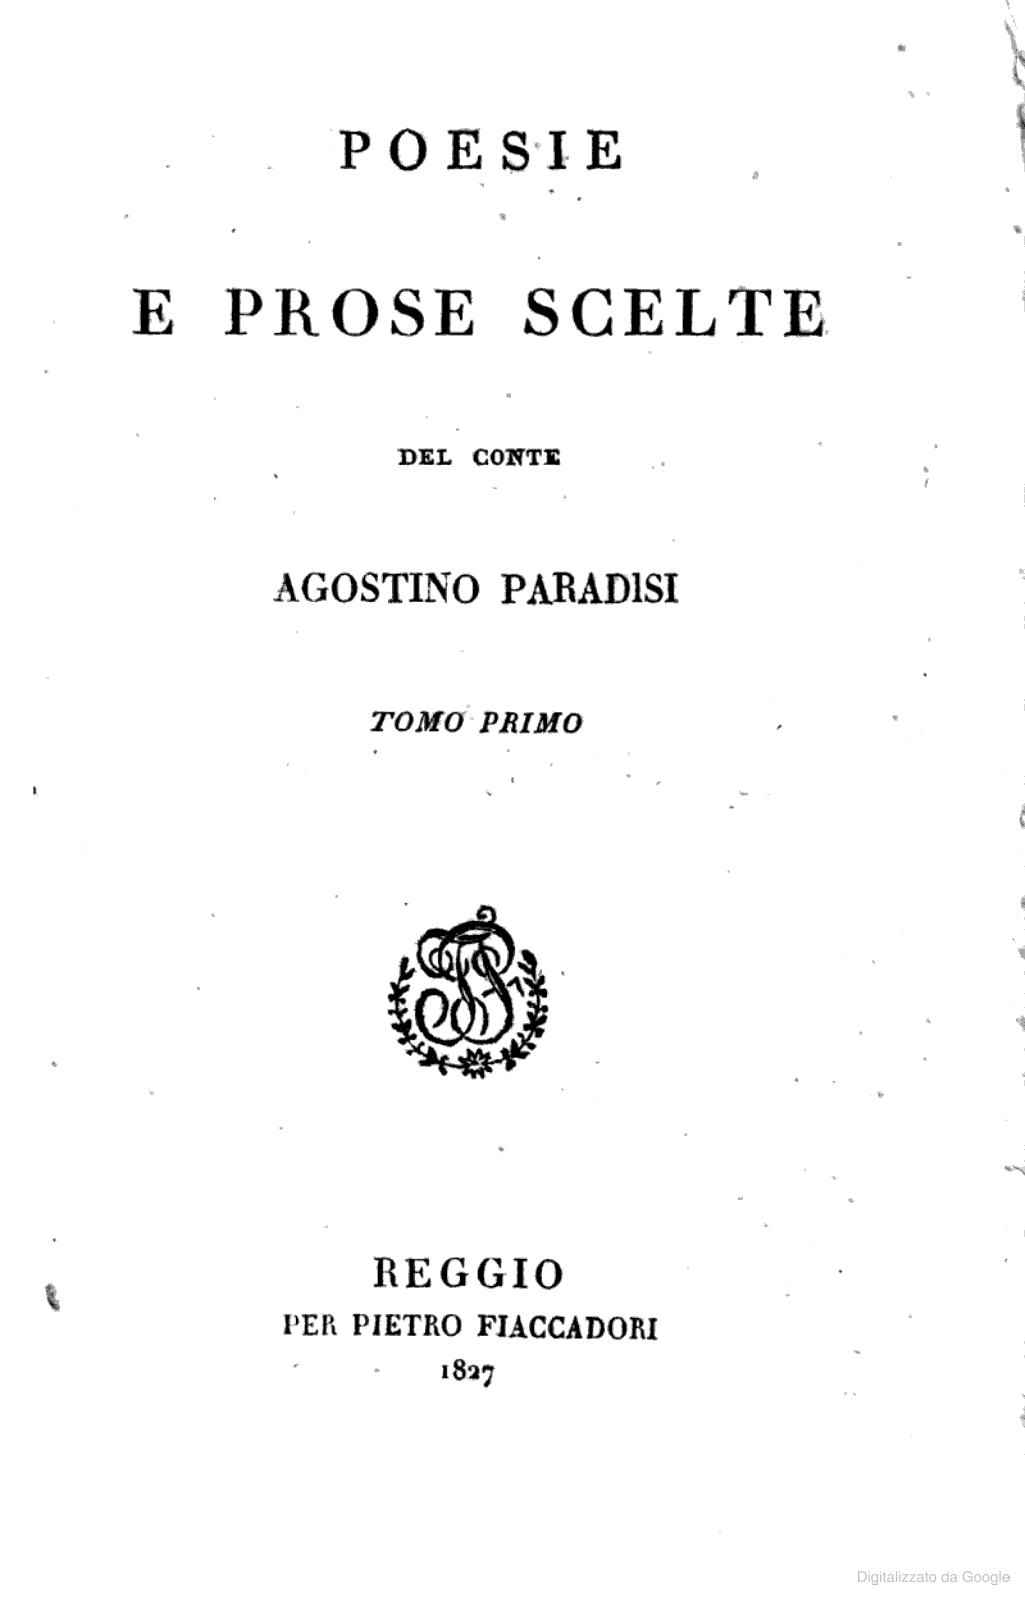 POESIE
E PROSE SCELTE
DEL CONTE
AGOSTINO PARADISI
TOMO PRIMO
REGGIO
PER PIETRO FIACCADORI
1827
Digitalizzato da Google